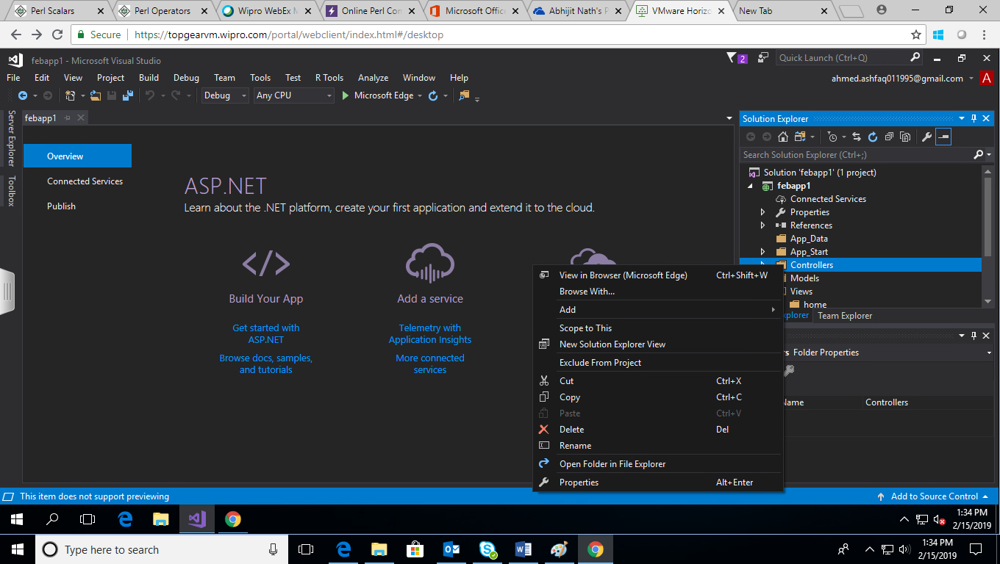 Perl Scalars
Perl Operators
Wipro WebEx M
Online Perl Con
Microsoft Offic
Abhijit Nath's P
VMware Horizo
New Tab
Secure
https://topgearvm.wipro.com/portal/webclient/index.html#/desktop
febapp1 - Microsoft Visual Studio
2
Quick Launch (Ctrl+Q)
File Edit View Project Build Debug Team Tools Test R Tools Analyze Window Help
ahmed.ashfaq011995@gmail.com
A
Debug
Any CPU
Microsoft Edge
Server Explorer
Toolbox
febapp1
Overview
Connected Services
Publish
ASP.NET
Learn about the .NET platform, create your first application and extend it to the cloud.
Build Your App
Get started with
ASP.NET
Browse docs, samples,
and tutorials
Add a service
Telemetry with
Application Insights
More connected
services
Solution Explorer
Search Solution Explorer (Ctrl+;)
Solution 'febapp1' (1 project)
febapp1
Connected Services
Properties
References
App_Data
App_Start
Controllers
Models
Views
home
xplorer
Team Explorer
rs Folder Properties
Name
Controllers
View in Browser (Microsoft Edge) Ctrl+Shift+W
Browse With...
Add
Scope to This
New Solution Explorer View
Exclude From Project
Cut Ctrl+X
Copy Ctrl+C
Paste Ctrl+V
Delete Del
Rename
Open Folder in File Explorer
Properties Alt+Enter
This item does not support previewing
Add to Source Control
1:34 PM
2/15/2019
Type here to search
1:34 PM
2/15/2019